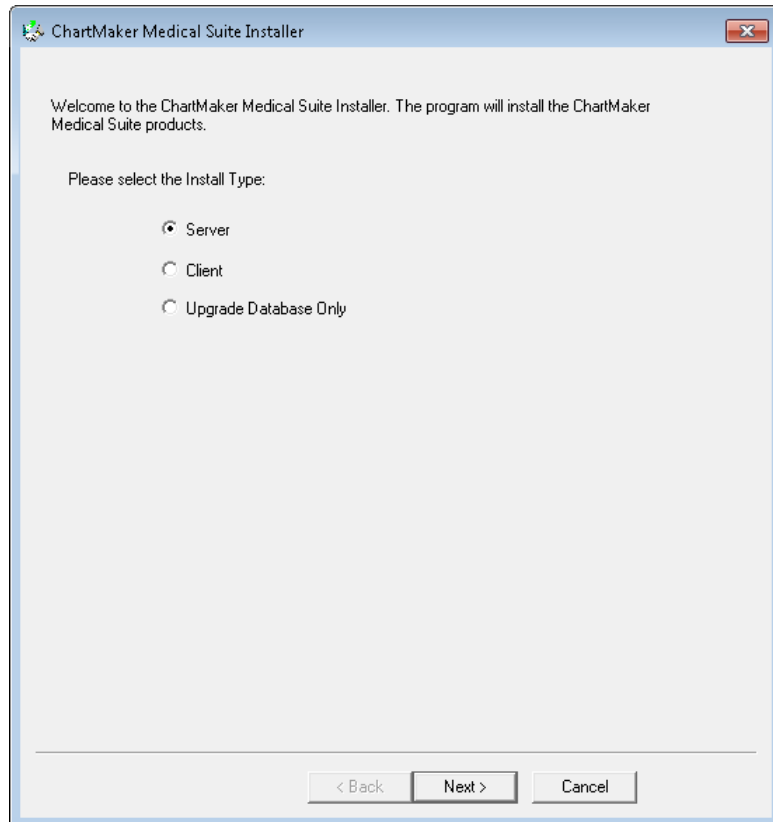 ChartMaker Medical Suite Installer
Welcome to the ChartMaker Medical Suite Installer. The program will install the ChartMaker
Medical Suite products.
Please select the Install Type:
Server
Client
Upgrade Database Only
< Back
Next >
Cancel